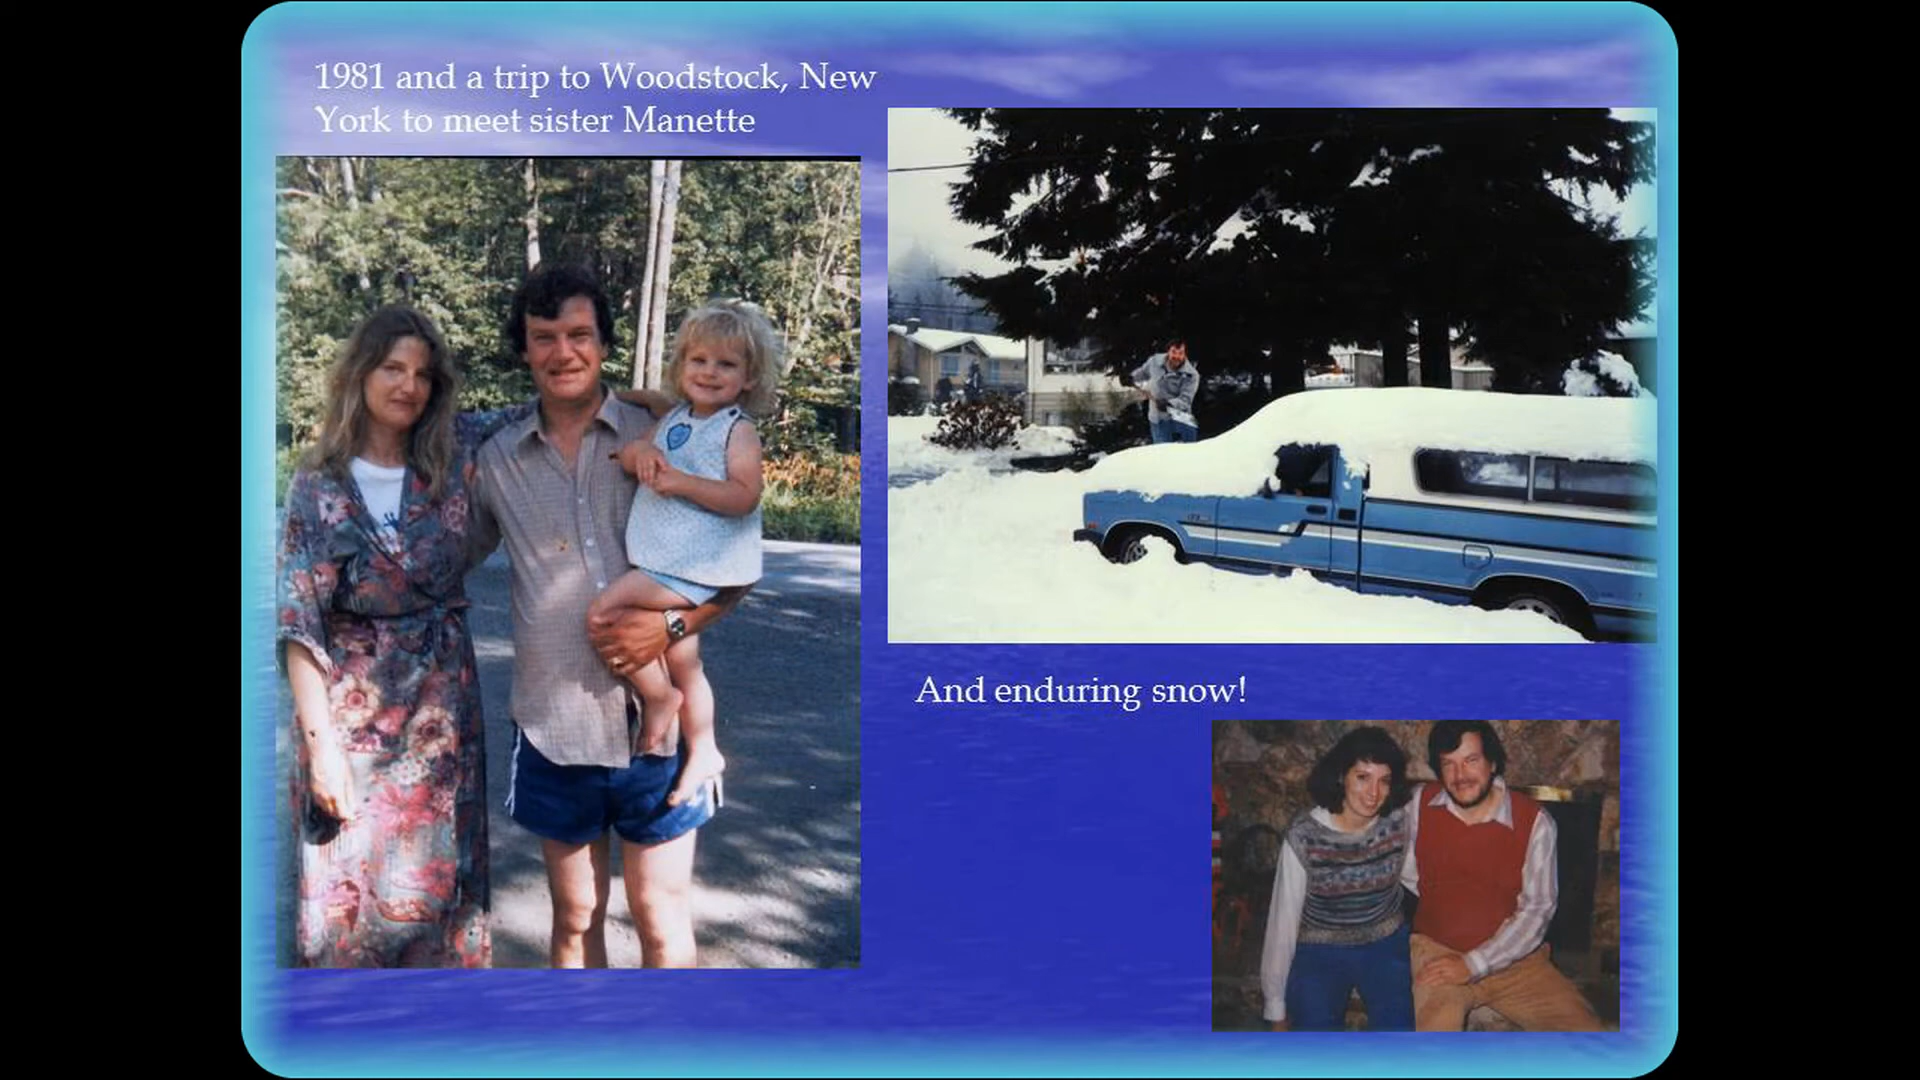 1981 and a trip to Woodstock, New
York to meet sister Manette
And enduring snow!